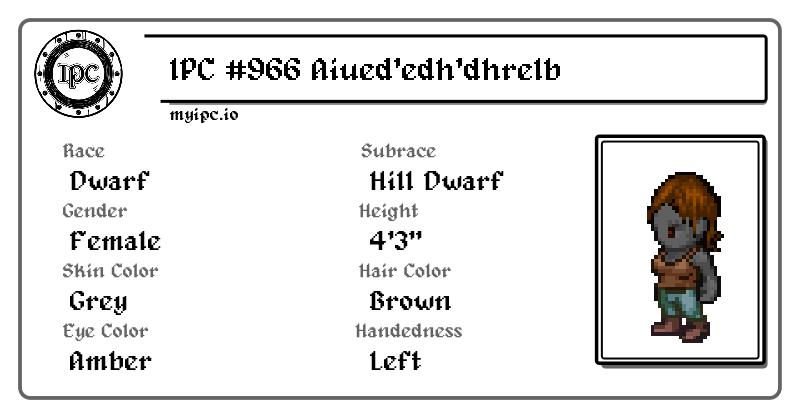 IPC
IPC #966 Aiued'edh'dhrelb
myipc.io
Race
Dwarf
Subrace
Hill Dwarf
Gender
Female
Height
4'3"
Skin Color
Grey
Hair Color
Brown
Eye Color
Amber
Handedness
Left